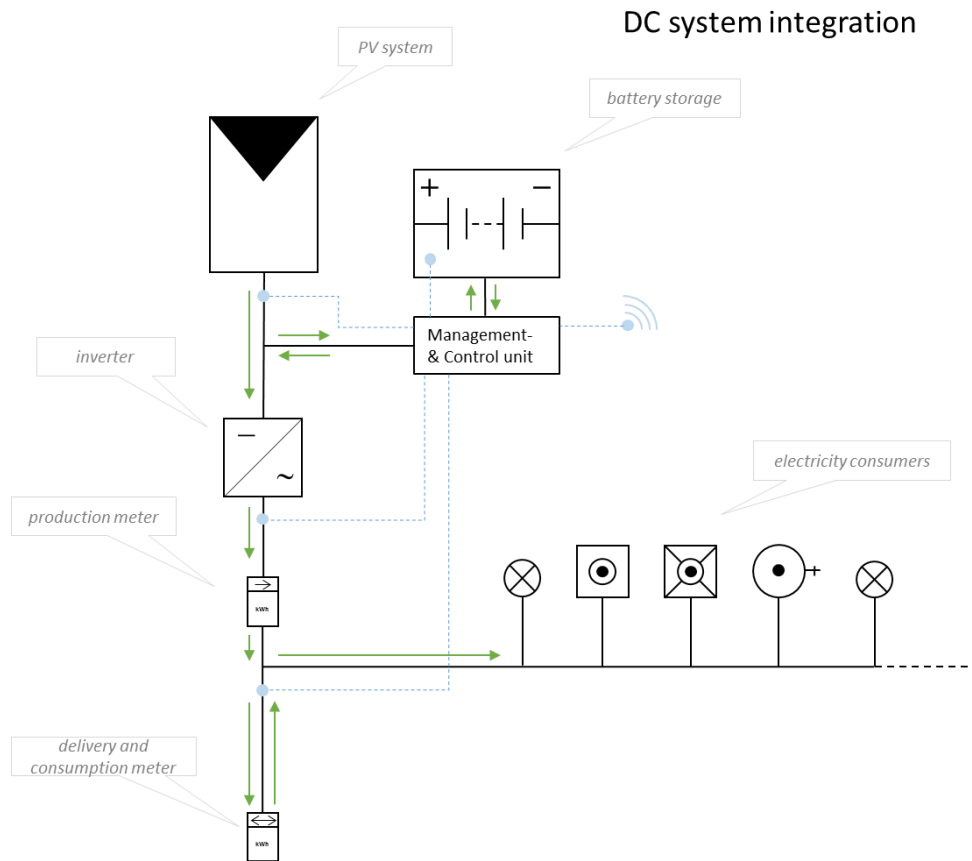 DC system integration
PV system
battery storage
+ −
Management-
& Control unit
inverter
−
~
electricity consumers
production meter
kWh
+
delivery and
consumption meter
kWh